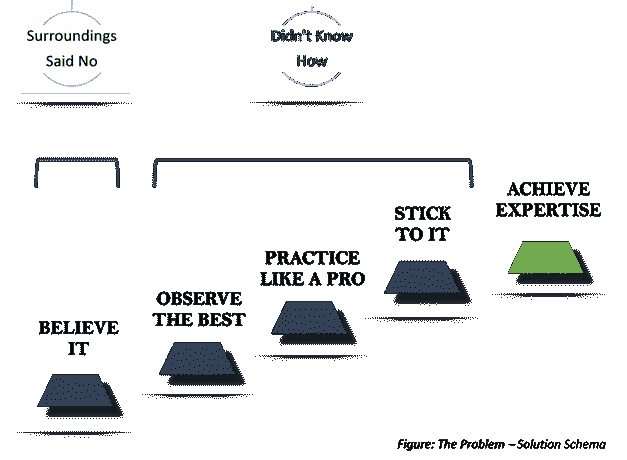 Surroundings
Said No
Didn't Know
How
ACHIEVE
EXPERTISE
STICK
TO IT
PRACTICE
LIKE A PRO
OBSERVE
THE BEST
BELIEVE
IT
Figure: The Problem – Solution Schema